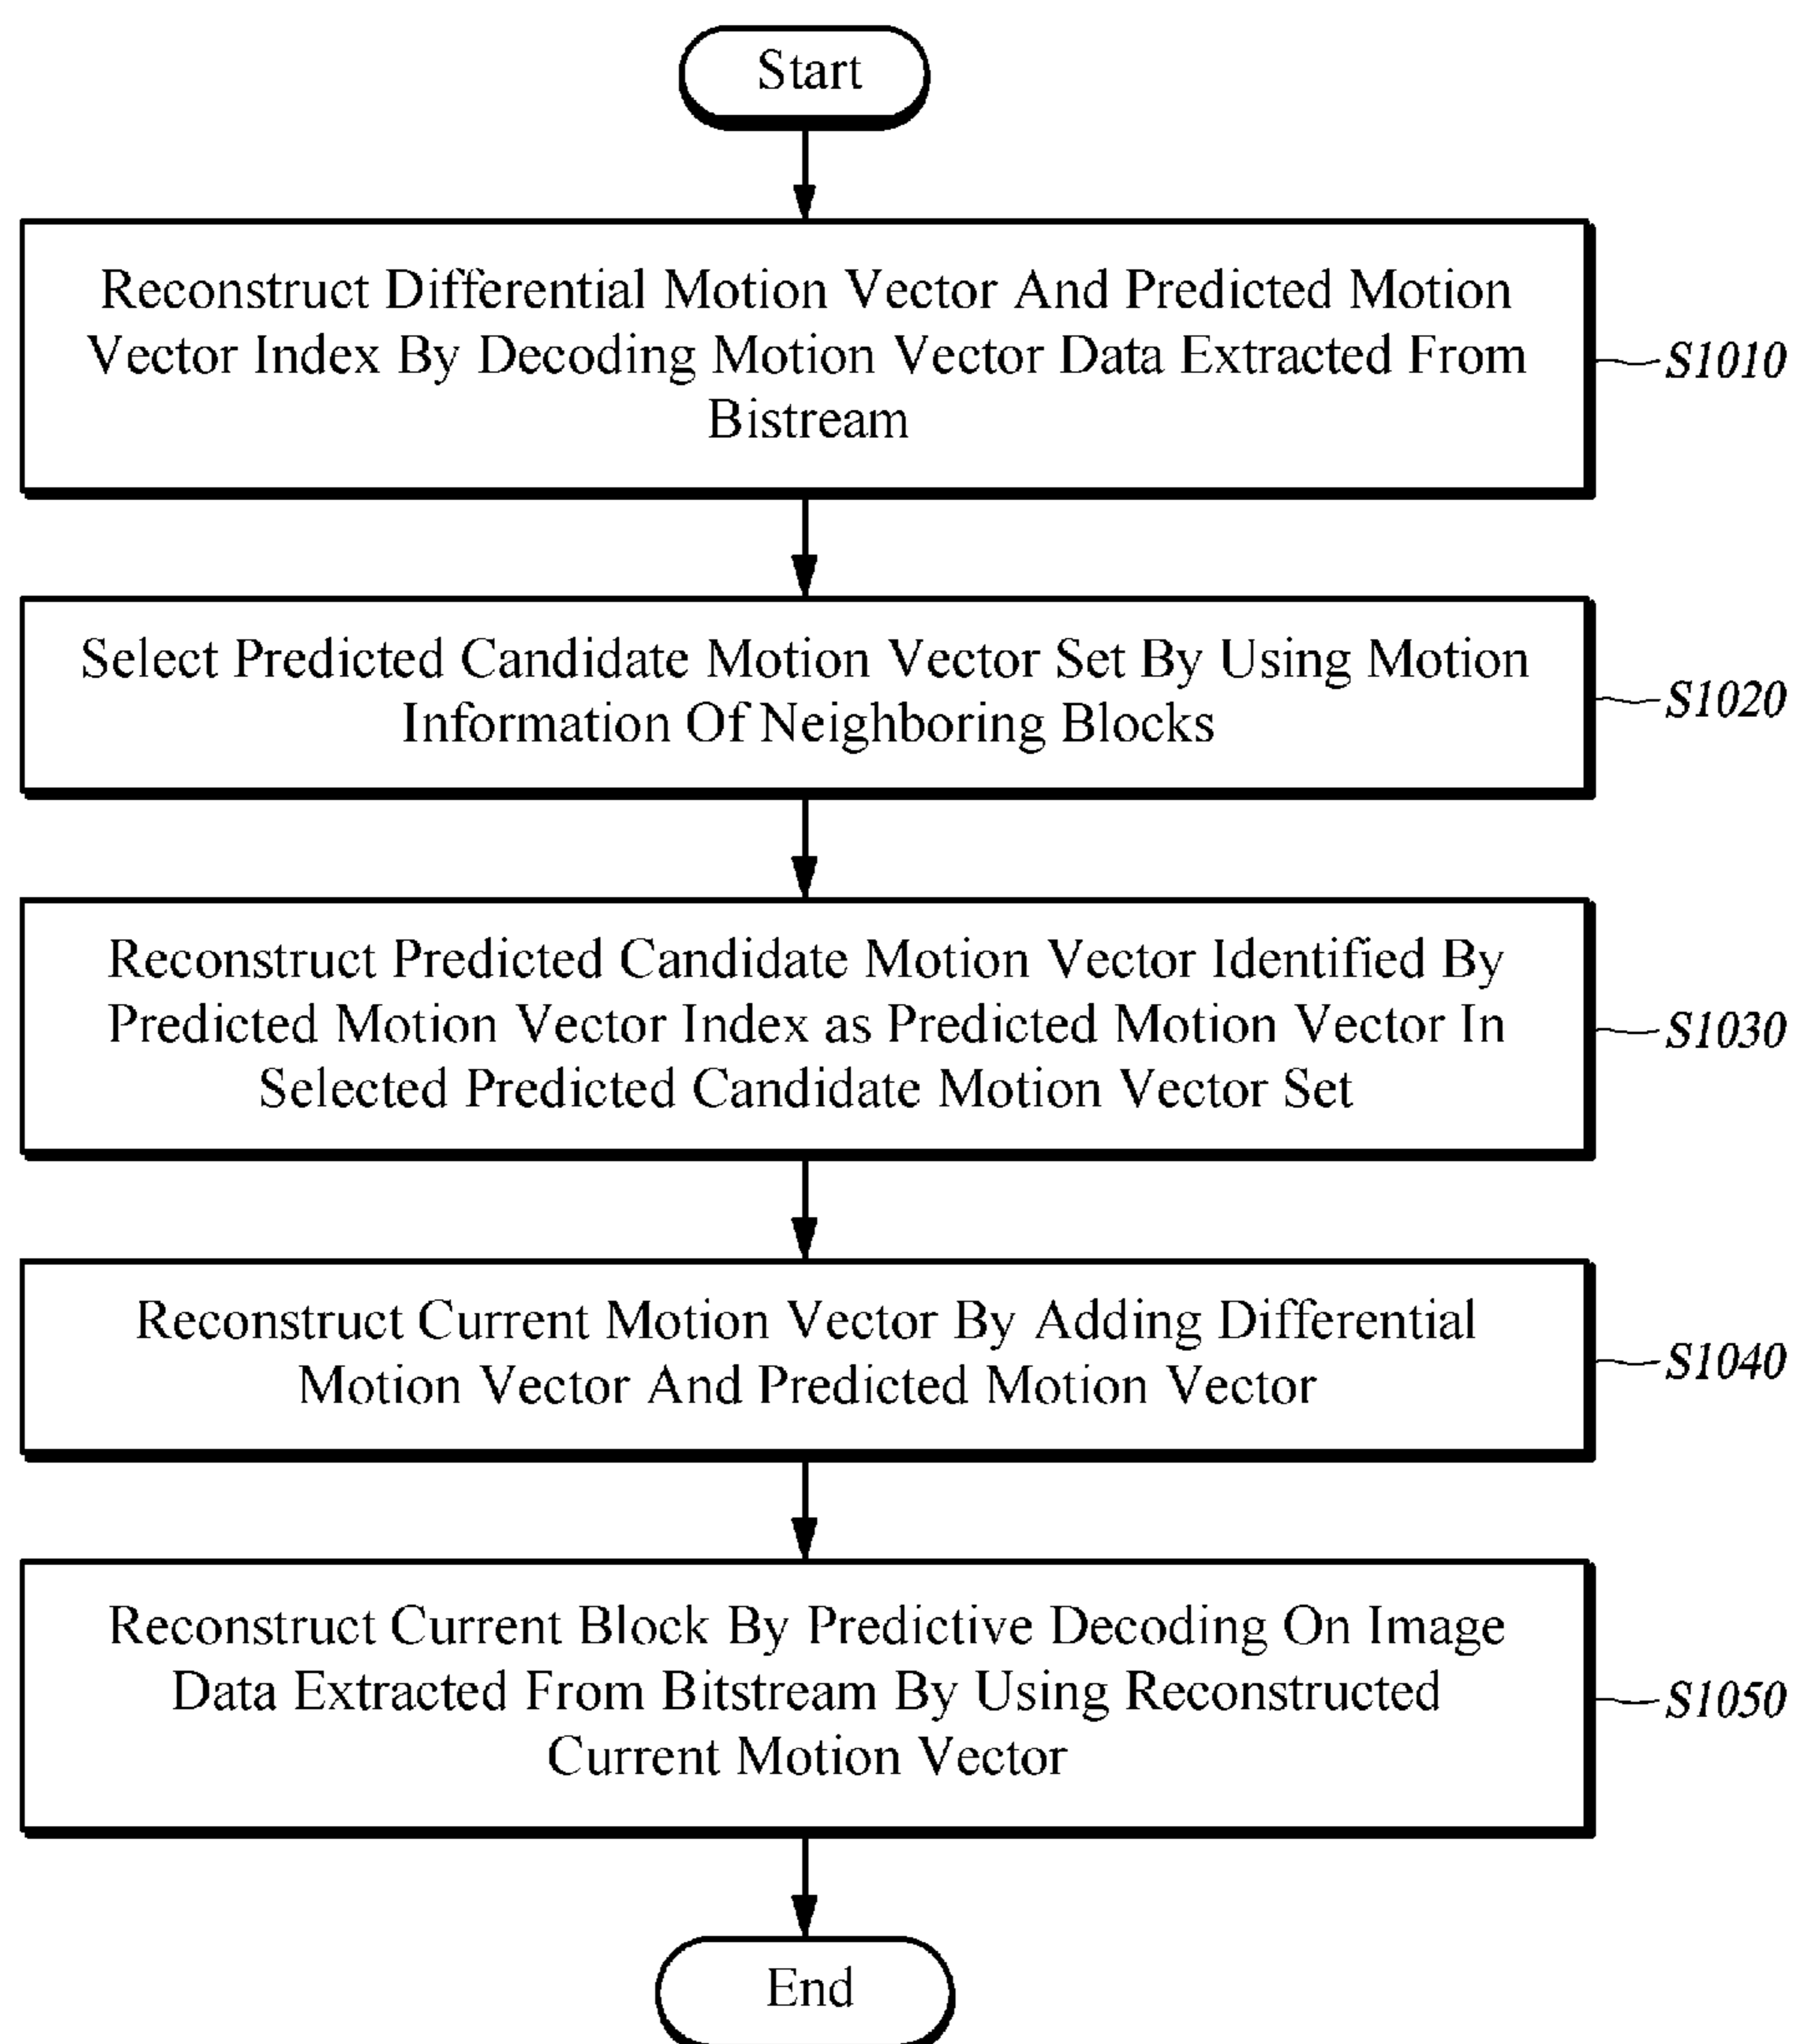 Start
Reconstruct Differential Motion Vector And Predicted Motion
Vector Index By Decoding Motion Vector Data Extracted From
Bistream
S1010
Select Predicted Candidate Motion Vector Set By Using Motion
Information Of Neighboring Blocks
S1020
Reconstruct Predicted Candidate Motion Vector Identified By
Predicted Motion Vector Index as Predicted Motion Vector In
Selected Predicted Candidate Motion Vector Set
S1030
Reconstruct Current Motion Vector By Adding Differential
Motion Vector And Predicted Motion Vector
S1040
Reconstruct Current Block By Predictive Decoding On Image
Data Extracted From Bitstream By Using Reconstructed
Current Motion Vector
S1050
End